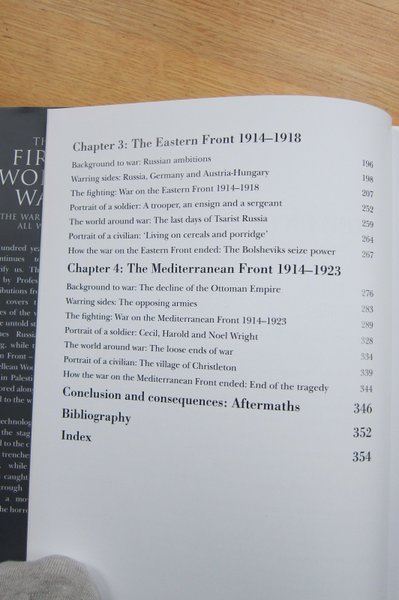 Chapter 3: The Eastern Front 1914–1918
Background to war: Russian ambitions 196
Warring sides: Russia, Germany and Austria-Hungary 198
The fighting: War on the Eastern Front 1914–1918 207
Portrait of a soldier: A trooper, an ensign and a sergeant 252
The world around war: The last days of Tsarist Russia 259
Portrait of a civilian: ‘Living on cereals and porridge’ 264
How the war on the Eastern Front ended: The Bolsheviks seize power 267
Chapter 4: The Mediterranean Front 1914–1923
Background to war: The decline of the Ottoman Empire 276
Warring sides: The opposing armies 283
The fighting: War on the Mediterranean Front 1914–1923 289
Portrait of a soldier: Cecil, Harold and Noel Wright 328
The world around war: The loose ends of war 334
Portrait of a civilian: The village of Christleton 339
How the war on the Mediterranean Front ended: End of the tragedy 344
Conclusion and consequences: Aftermaths 346
Bibliography 352
Index 354